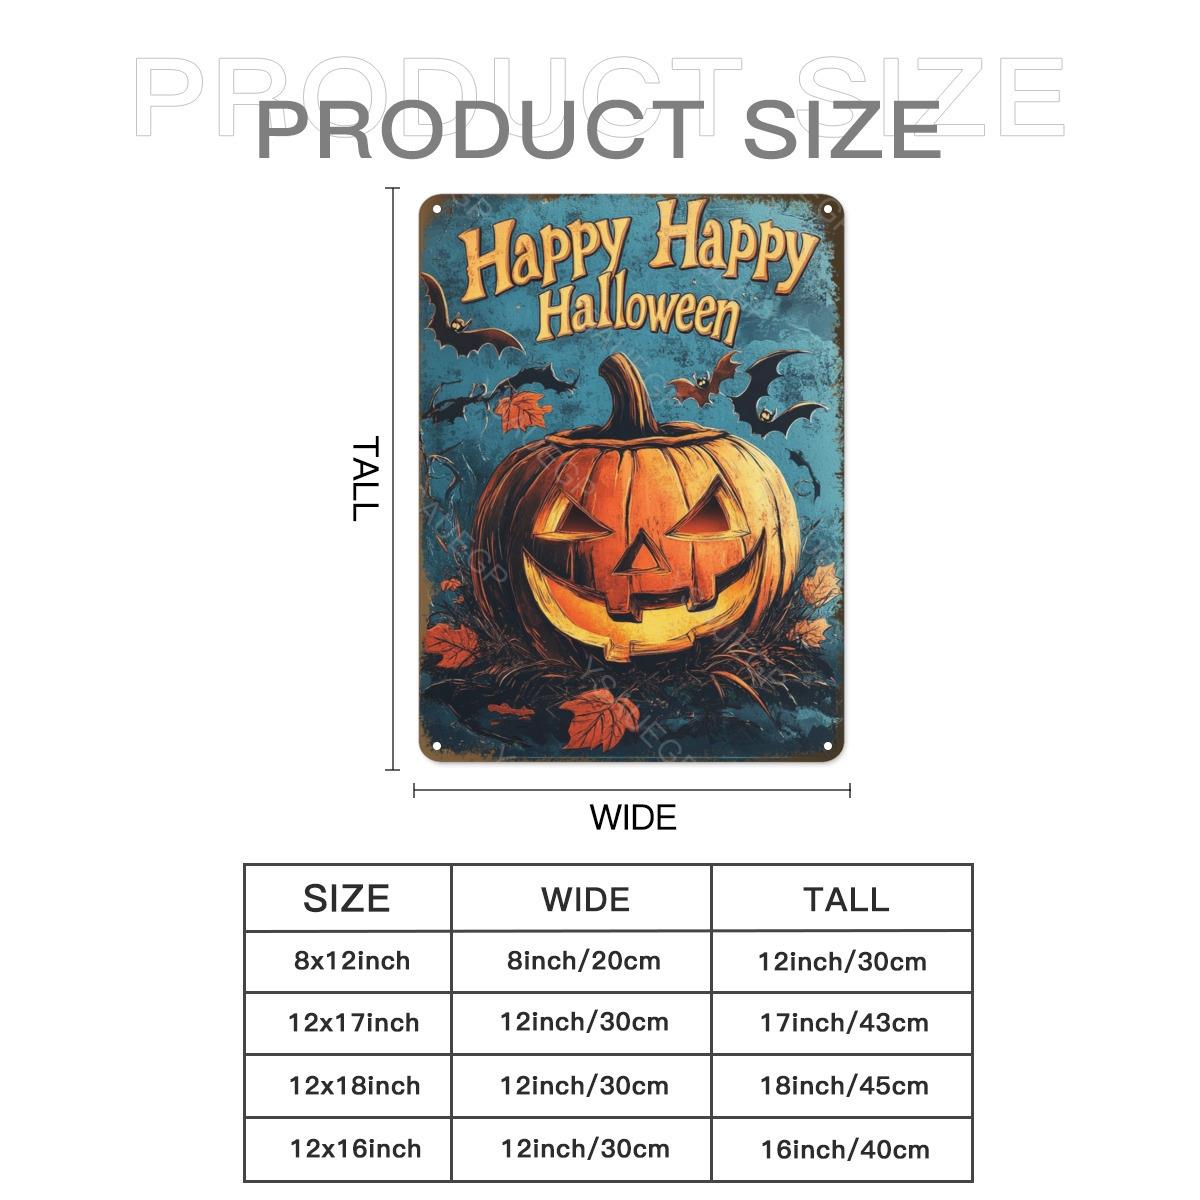 PRODUCT SIZE
PRODUCT SIZE
Happy Happy
Halloween
TALL
WIDE
SIZE WIDE TALL
8x12inch 8inch/20cm 12inch/30cm
12x17inch 12inch/30cm 17inch/43cm
12x18inch 12inch/30cm 18inch/45cm
12x16inch 12inch/30cm 16inch/40cm